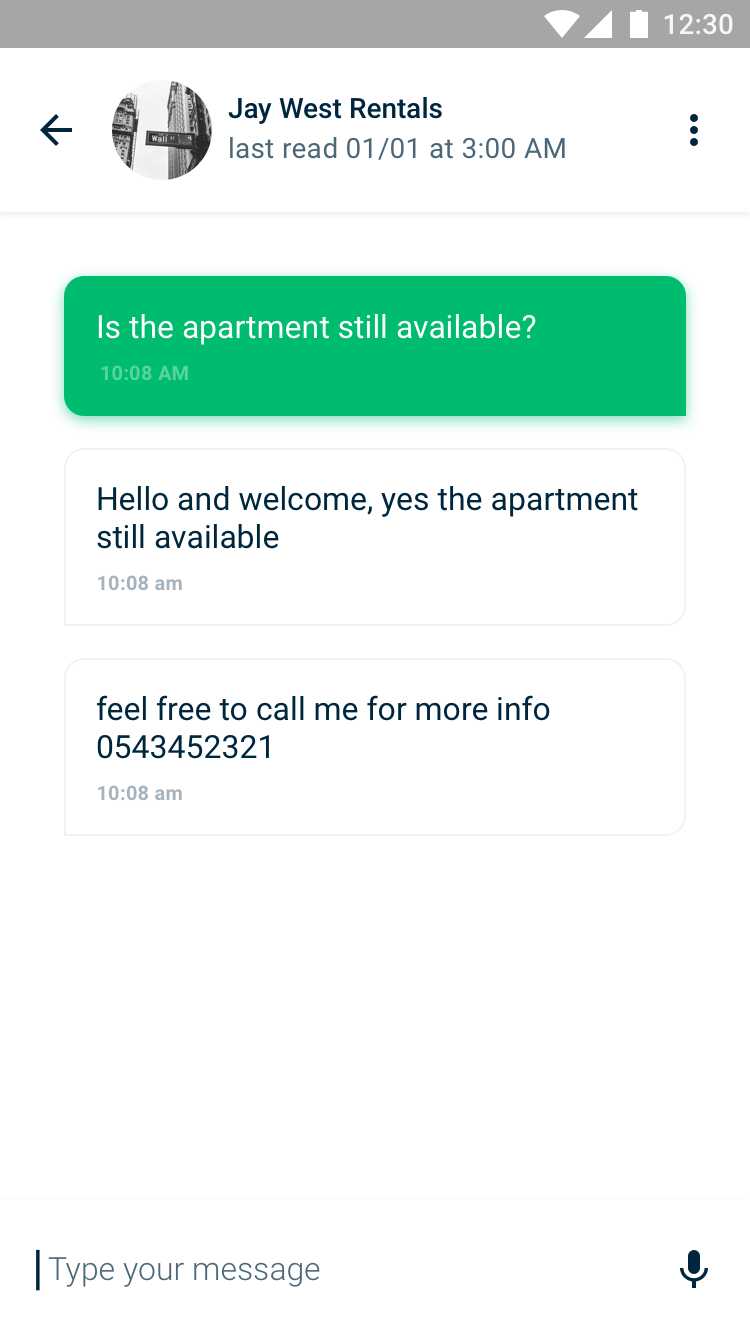 12:30
Jay West Rentals
last read 01/01 at 3:00 AM
Wall ST
Is the apartment still available?
10:08 AM
Hello and welcome, yes the apartment
still available
10:08 am
feel free to call me for more info
0543452321
10:08 am
Type your message